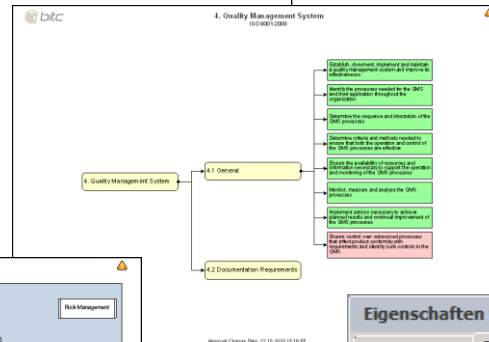 bitc
4. Quality Management System
ISO 9001:2008
Establish, document, implement and maintain
a quality management system and improve its
effectiveness
Identify the processes needed for the QMS
and their application throughout the
organization
Determine the sequence and interaction of the
QMS processes
Determine criteria and methods needed to
ensure that both the operation and control of
the QMS processes are effective
4.1 General
Ensure the availability of resources and
information necessary to support the operation
and monitoring of the QMS processes
4. Quality Management System
Monitor, measure and analyse the QMS
processes
Implement actions necessary to achieve
planned results and continual improvement of
the QMS processes
Ensure control over outsourced processes
that affect product conformity with
requirements and identify such controls in the
QMS
4.2 Documentation Requirements
Risk Management
Eigenschaften